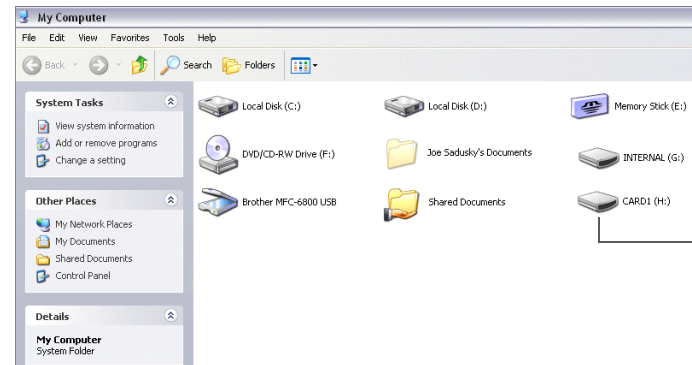 My Computer
File Edit View Favorites Tools Help
Back Search Folders
System Tasks
View system information
Add or remove programs
Change a setting
Other Places
My Network Places
My Documents
Shared Documents
Control Panel
Details
My Computer
System Folder
Local Disk (C:) Local Disk (D:) Memory Stick (E:)
DVD/CD-RW Drive (F:) Joe Sadusky's Documents INTERNAL (G:)
Brother MFC-6800 USB Shared Documents CARD1 (H:)